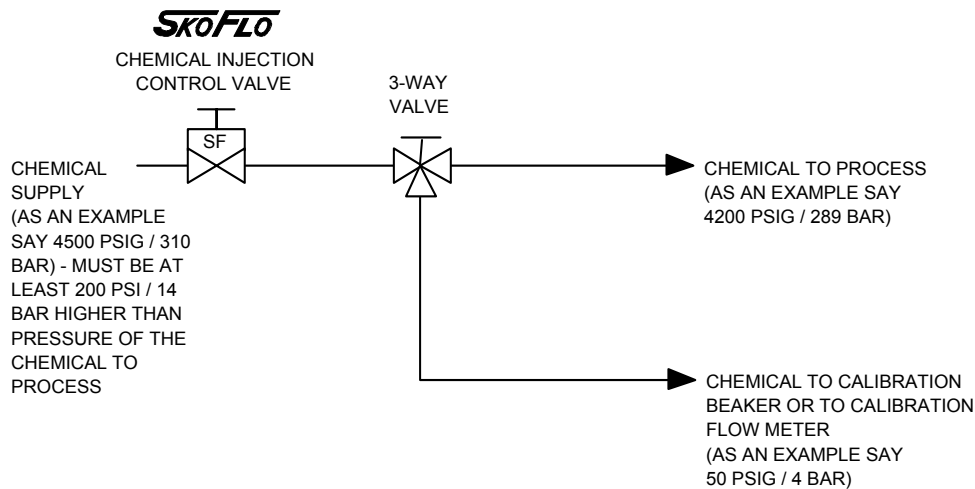 SKOFLO
CHEMICAL INJECTION
CONTROL VALVE
3-WAY
VALVE
SF
CHEMICAL
SUPPLY
(AS AN EXAMPLE
SAY 4500 PSIG / 310
BAR) - MUST BE AT
LEAST 200 PSI / 14
BAR HIGHER THAN
PRESSURE OF THE
CHEMICAL TO
PROCESS
CHEMICAL TO PROCESS
(AS AN EXAMPLE SAY
4200 PSIG / 289 BAR)
CHEMICAL TO CALIBRATION
BEAKER OR TO CALIBRATION
FLOW METER
(AS AN EXAMPLE SAY
50 PSIG / 4 BAR)